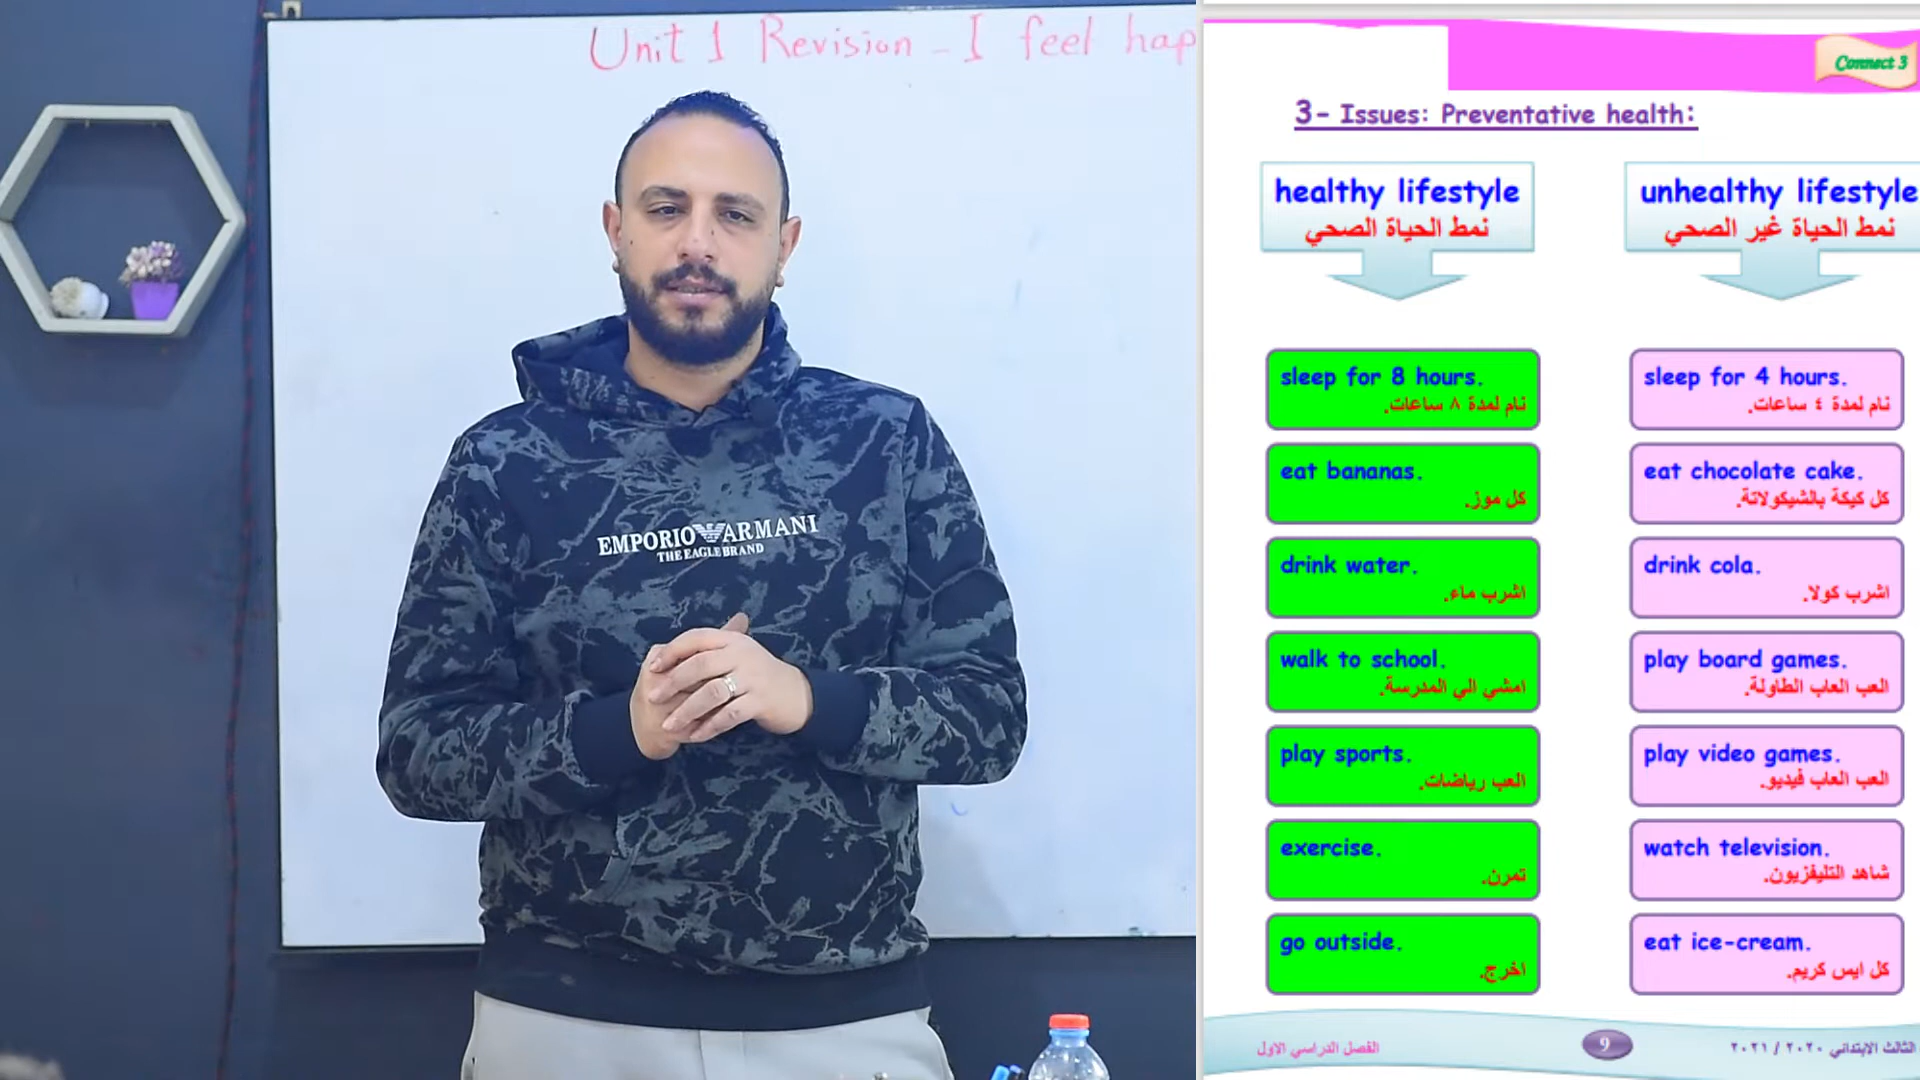 Unit 1 Revision - I feel hap
EMPORIO ARMANI
THE EAGLE BRAND
Connect 3
3- Issues: Preventative health:
healthy lifestyle
نمط الحياة الصحي
unhealthy lifestyle
نمط الحياة غير الصحي
sleep for 8 hours.
نام لمدة ٨ ساعات.
sleep for 4 hours.
نام لمدة ٤ ساعات.
eat bananas.
كل موز.
eat chocolate cake.
كل كيكة بالشيكولاتة.
drink water.
اشرب ماء.
drink cola.
اشرب كولا.
walk to school.
امشي الي المدرسة.
play board games.
العب العاب الطاولة.
play sports.
العب رياضات.
play video games.
العب العاب فيديو.
exercise.
تمرن.
watch television.
شاهد التليفزيون.
go outside.
اخرج.
eat ice-cream.
كل ايس كريم.
الفصل الدراسي الاول
9
الثالث الابتدائي ٢٠٢٠ / ٢٠٢١